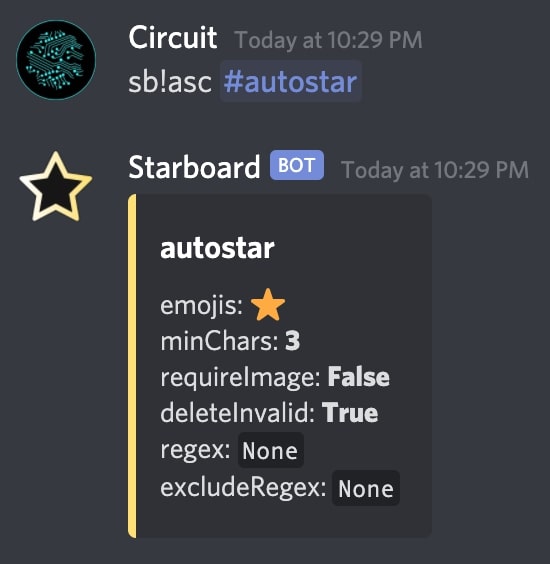 Circuit Today at 10:29 PM
sb!asc #autostar
Starboard BOT Today at 10:29 PM
autostar
emojis: ⭐
minChars: 3
requireImage: False
deleteInvalid: True
regex: None
excludeRegex: None